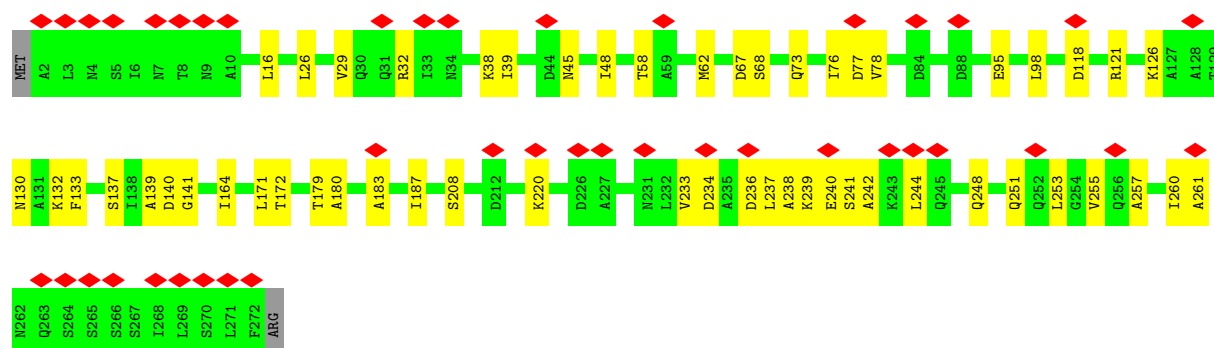 MET A2 L3 N4 S5 I6 N7 T8 N9 A10 L16 L26 V29 Q30 Q31 R32 I33 N34 K38 I39 D44 N45 I48 T58 A59 M62 D67 S68 Q73 I76 D77 V78 D84 D88 E95 L98 D118 R121 K126 A127 A128 T129
N130 A131 K132 F133 S137 I138 A139 D140 G141 I164 L171 T172 T179 A180 A183 I187 S208 D212 K220 D226 A227 N231 L232 V233 D234 A235 D236 L237 A238 K239 E240 S241 A242 K243 L244 Q245 Q248 Q251 Q252 L253 G254 V255 Q256 A257 I260 A261
N262 Q263 S264 S265 S266 S267 I268 L269 S270 L271 F272 ARG